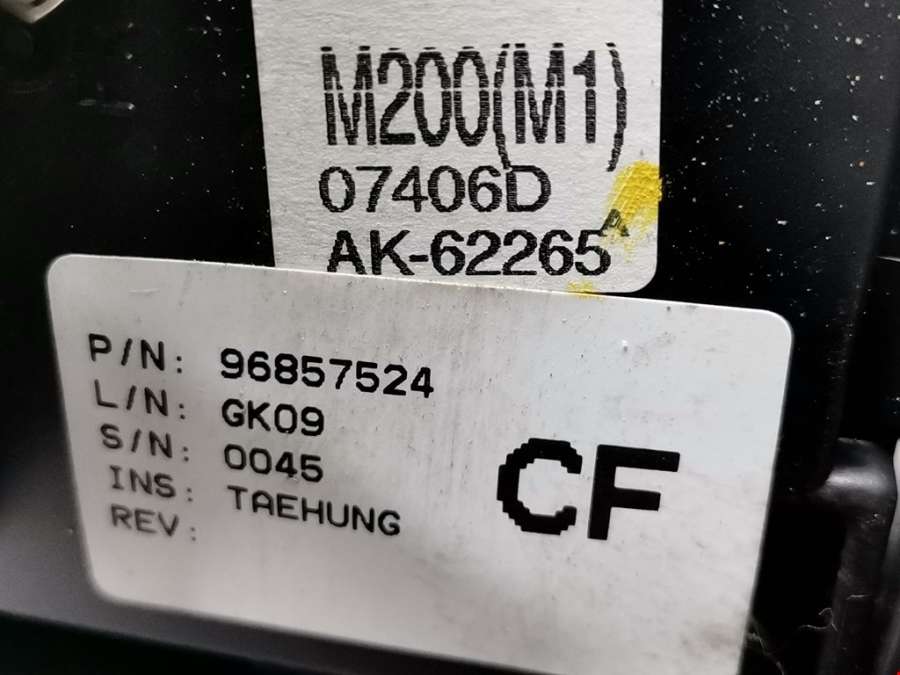 M200(M1)
07406D
A
AK-62265
P/N: 96857524
L/N: GK09
S/N: 0045
INS: TAEHUNG
REV:
CF